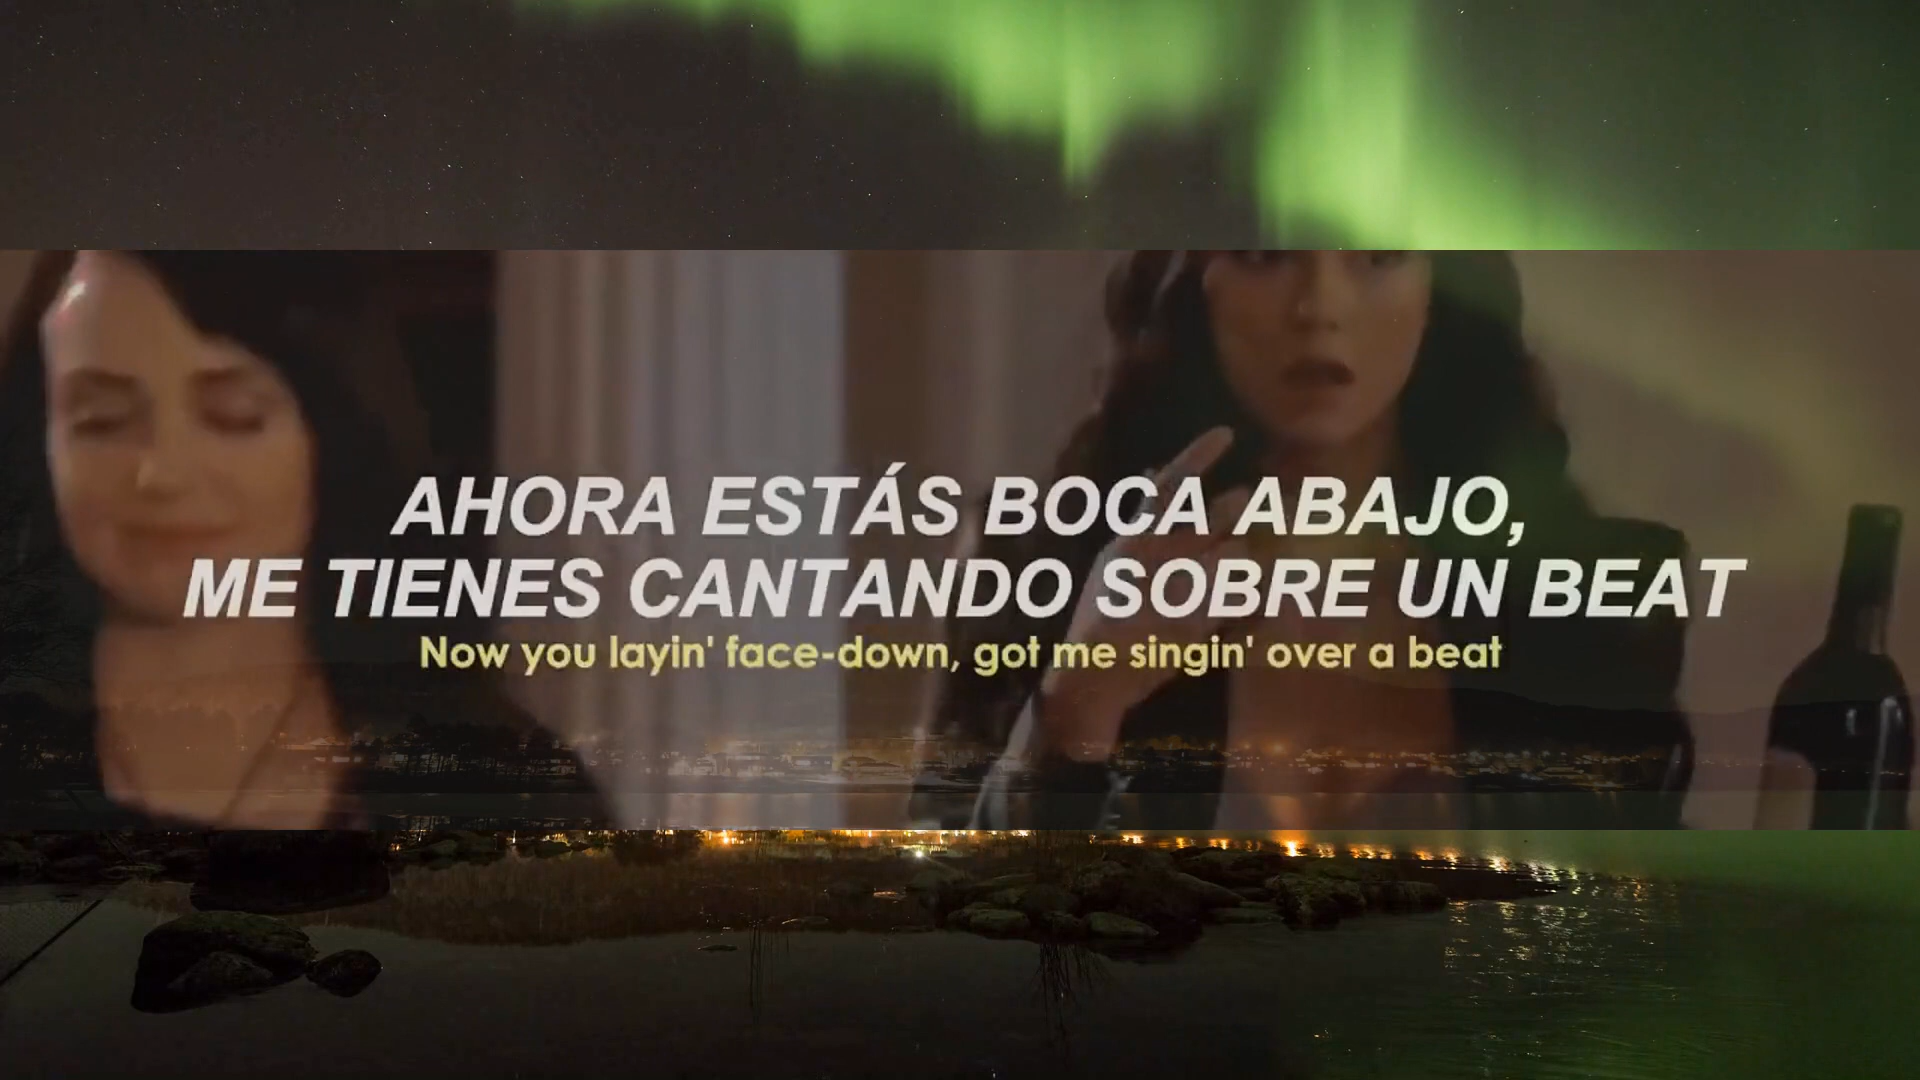 AHORA ESTÁS BOCA ABAJO,
ME TIENES CANTANDO SOBRE UN BEAT
Now you layin' face-down, got me singin' over a beat